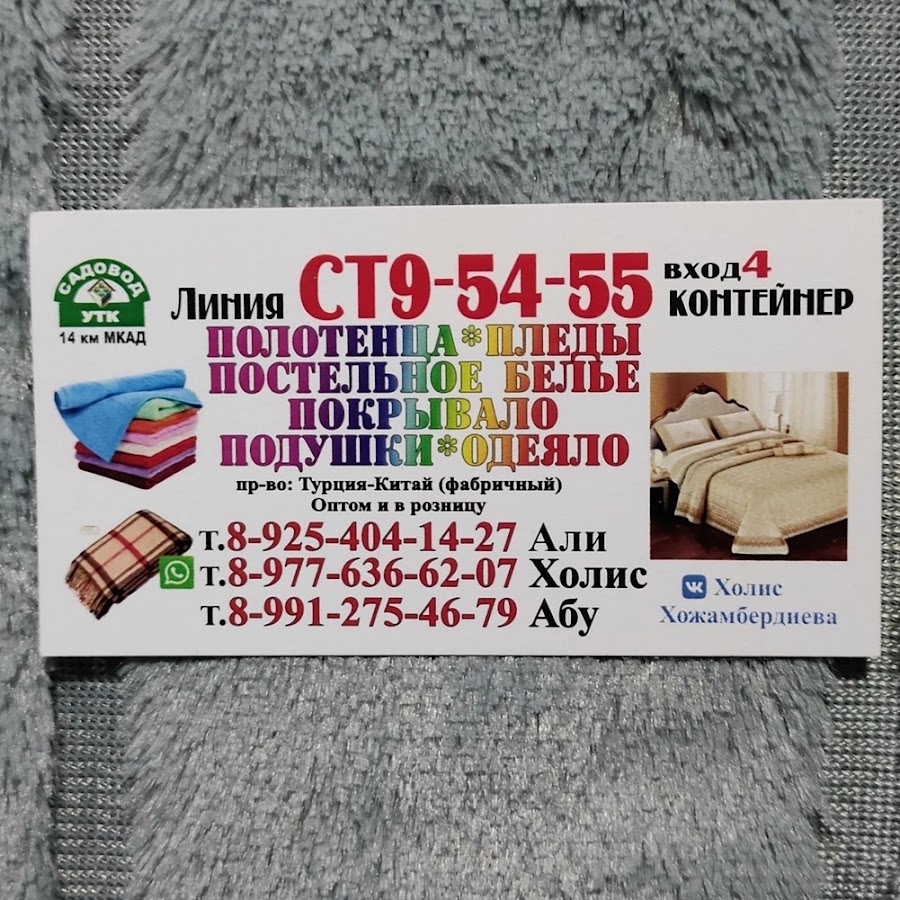 САДОВОД
УТК
14 км МКАД
Линия СТ9-54-55 вход 4
контейнер
ПОЛОТЕНЦА*ПЛЕДЫ
ПОСТЕЛЬНОЕ БЕЛЬЕ
ПОКРЫВАЛО
ПОДУШКИ*ОДЕЯЛО
пр-во: Турция-Китай (фабричный)
Оптом и в розницу
т.8-925-404-14-27 Али
т.8-977-636-62-07 Холис
т.8-991-275-46-79 Абу
Холис
Хожамбердиева